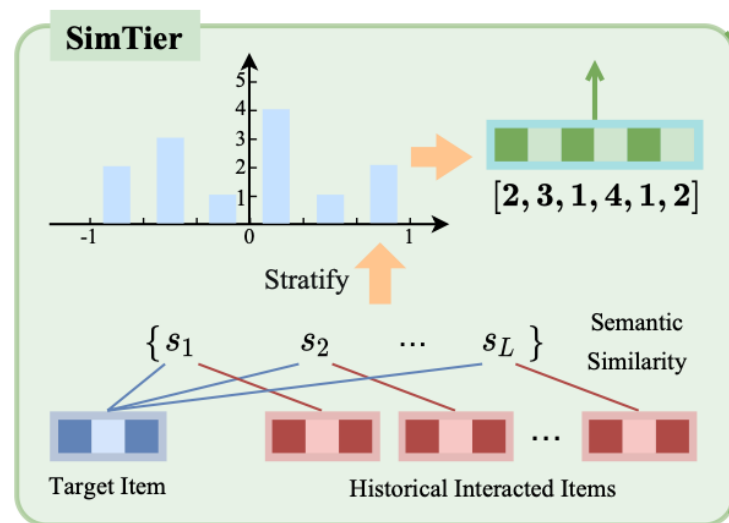 SimTier
5
4
3
2
1
-1
0
1
[2, 3, 1, 4, 1, 2]
Stratify
{ s₁ s₂ ... s_L }
Semantic
Similarity
...
Target Item
Historical Interacted Items